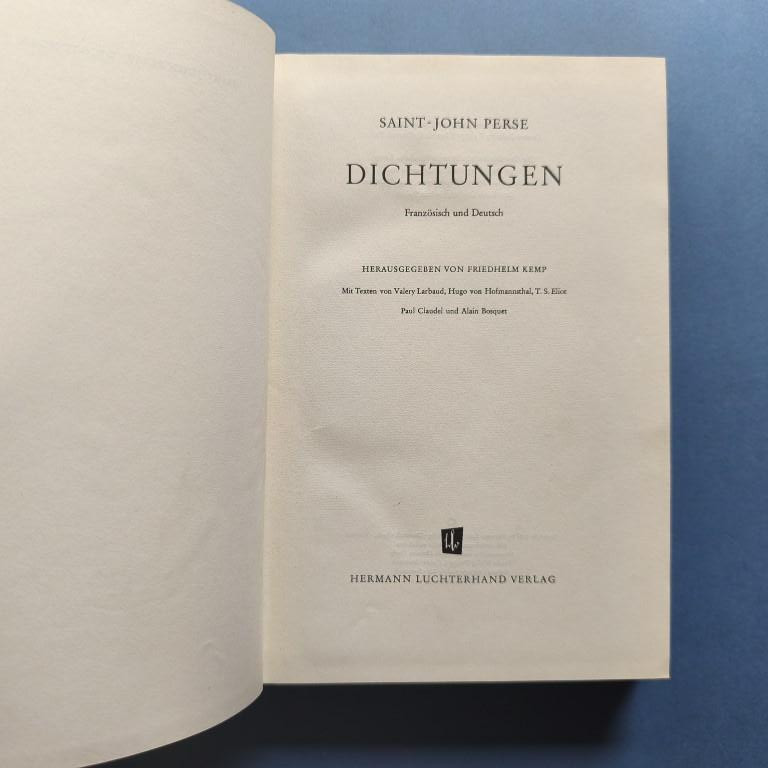 SAINT-JOHN PERSE
DICHTUNGEN
Französisch und Deutsch
HERAUSGEGEBEN VON FRIEDHELM KEMP
Mit Texten von Valery Larbaud, Hugo von Hofmannsthal, T. S. Eliot
Paul Claudel und Alain Bosquet
hlv
HERMANN LUCHTERHAND VERLAG